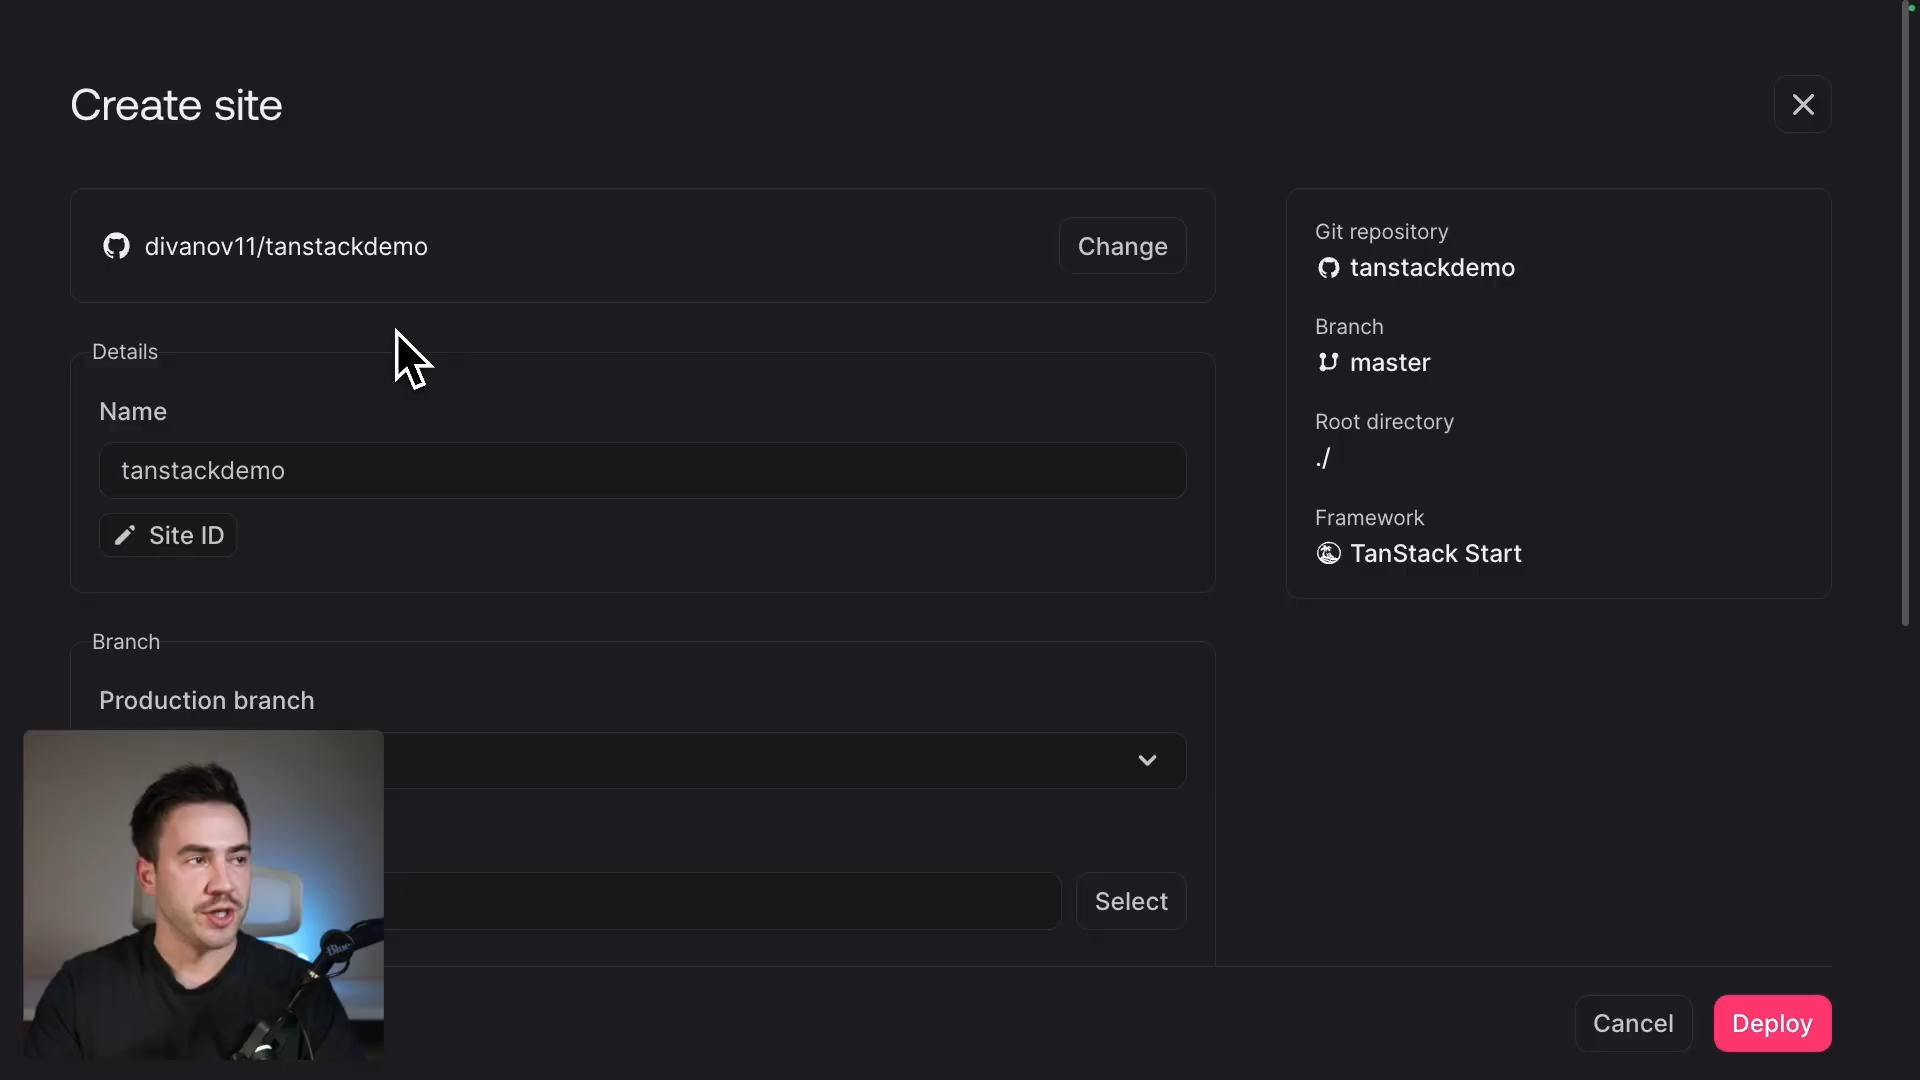 Create site
divanov11/tanstackdemo
Change
Details
Name
tanstackdemo
Site ID
Branch
Production branch
Select
Git repository
tanstackdemo
Branch
master
Root directory
./
Framework
TanStack Start
Blue
Cancel
Deploy